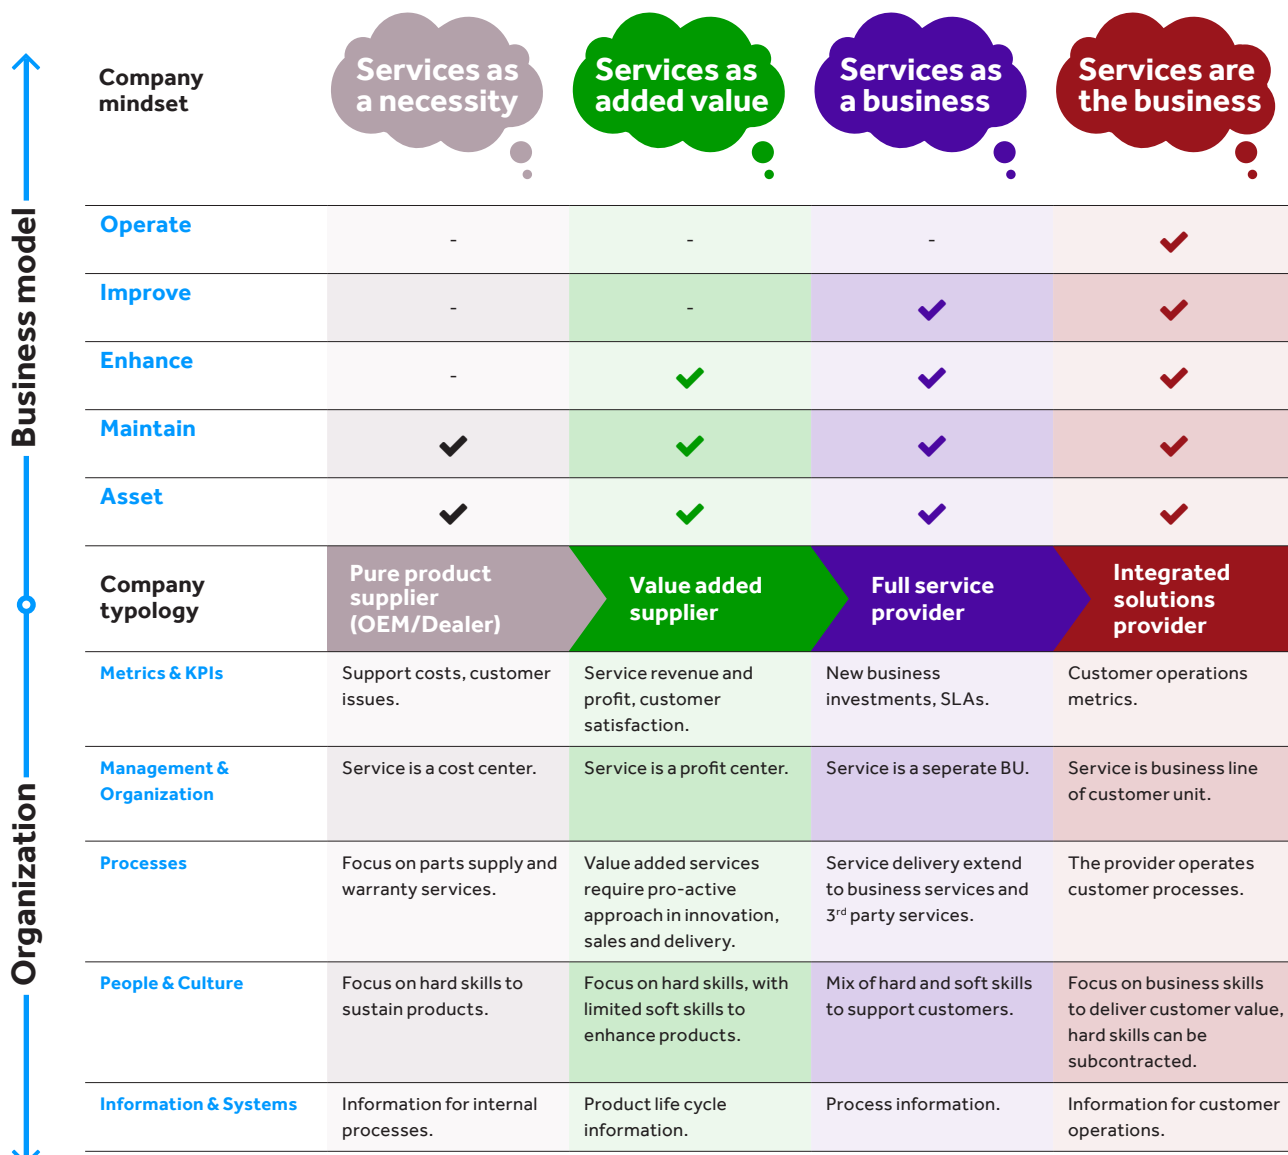 Company
mindset
Services as
a necessity
Services as
added value
Services as
a business
Services are
the business
Business model
Operate
-
-
-
Improve
-
-
Enhance
-
Maintain
Asset
Company
typology
Pure product
supplier
(OEM/Dealer)
Value added
supplier
Full service
provider
Integrated
solutions
provider
Organization
Metrics & KPIs
Support costs, customer
issues.
Service revenue and
profit, customer
satisfaction.
New business
investments, SLAs.
Customer operations
metrics.
Management &
Organization
Service is a cost center.
Service is a profit center.
Service is a seperate BU.
Service is business line
of customer unit.
Processes
Focus on parts supply and
warranty services.
Value added services
require pro-active
approach in innovation,
sales and delivery.
Service delivery extend
to business services and
3rd party services.
The provider operates
customer processes.
People & Culture
Focus on hard skills to
sustain products.
Focus on hard skills, with
limited soft skills to
enhance products.
Mix of hard and soft skills
to support customers.
Focus on business skills
to deliver customer value,
hard skills can be
subcontracted.
Information & Systems
Information for internal
processes.
Product life cycle
information.
Process information.
Information for customer
operations.